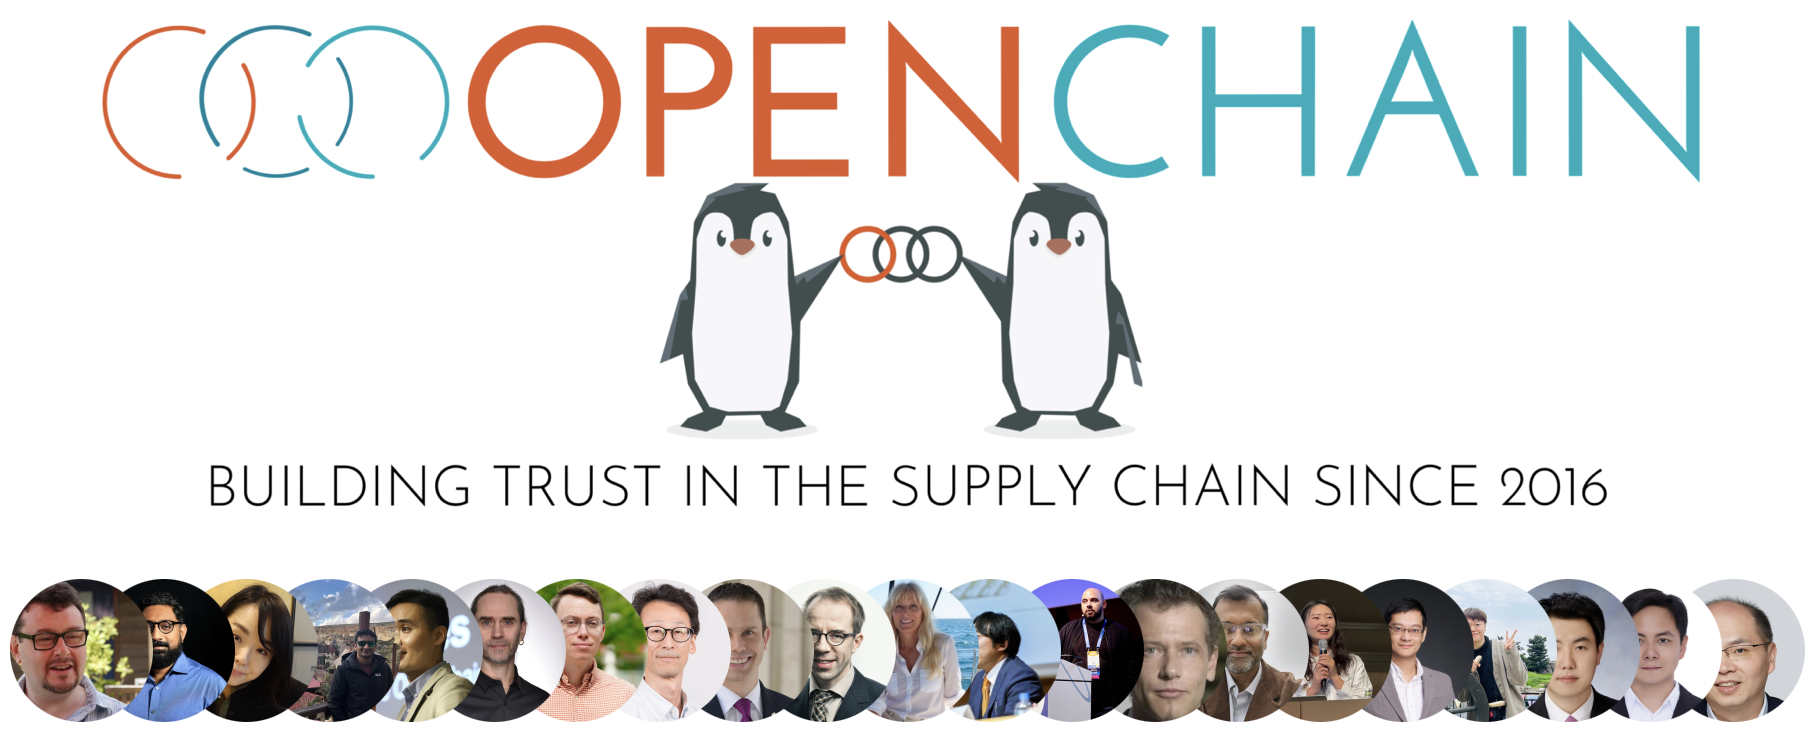 OPENCHAIN
BUILDING TRUST IN THE SUPPLY CHAIN SINCE 2016